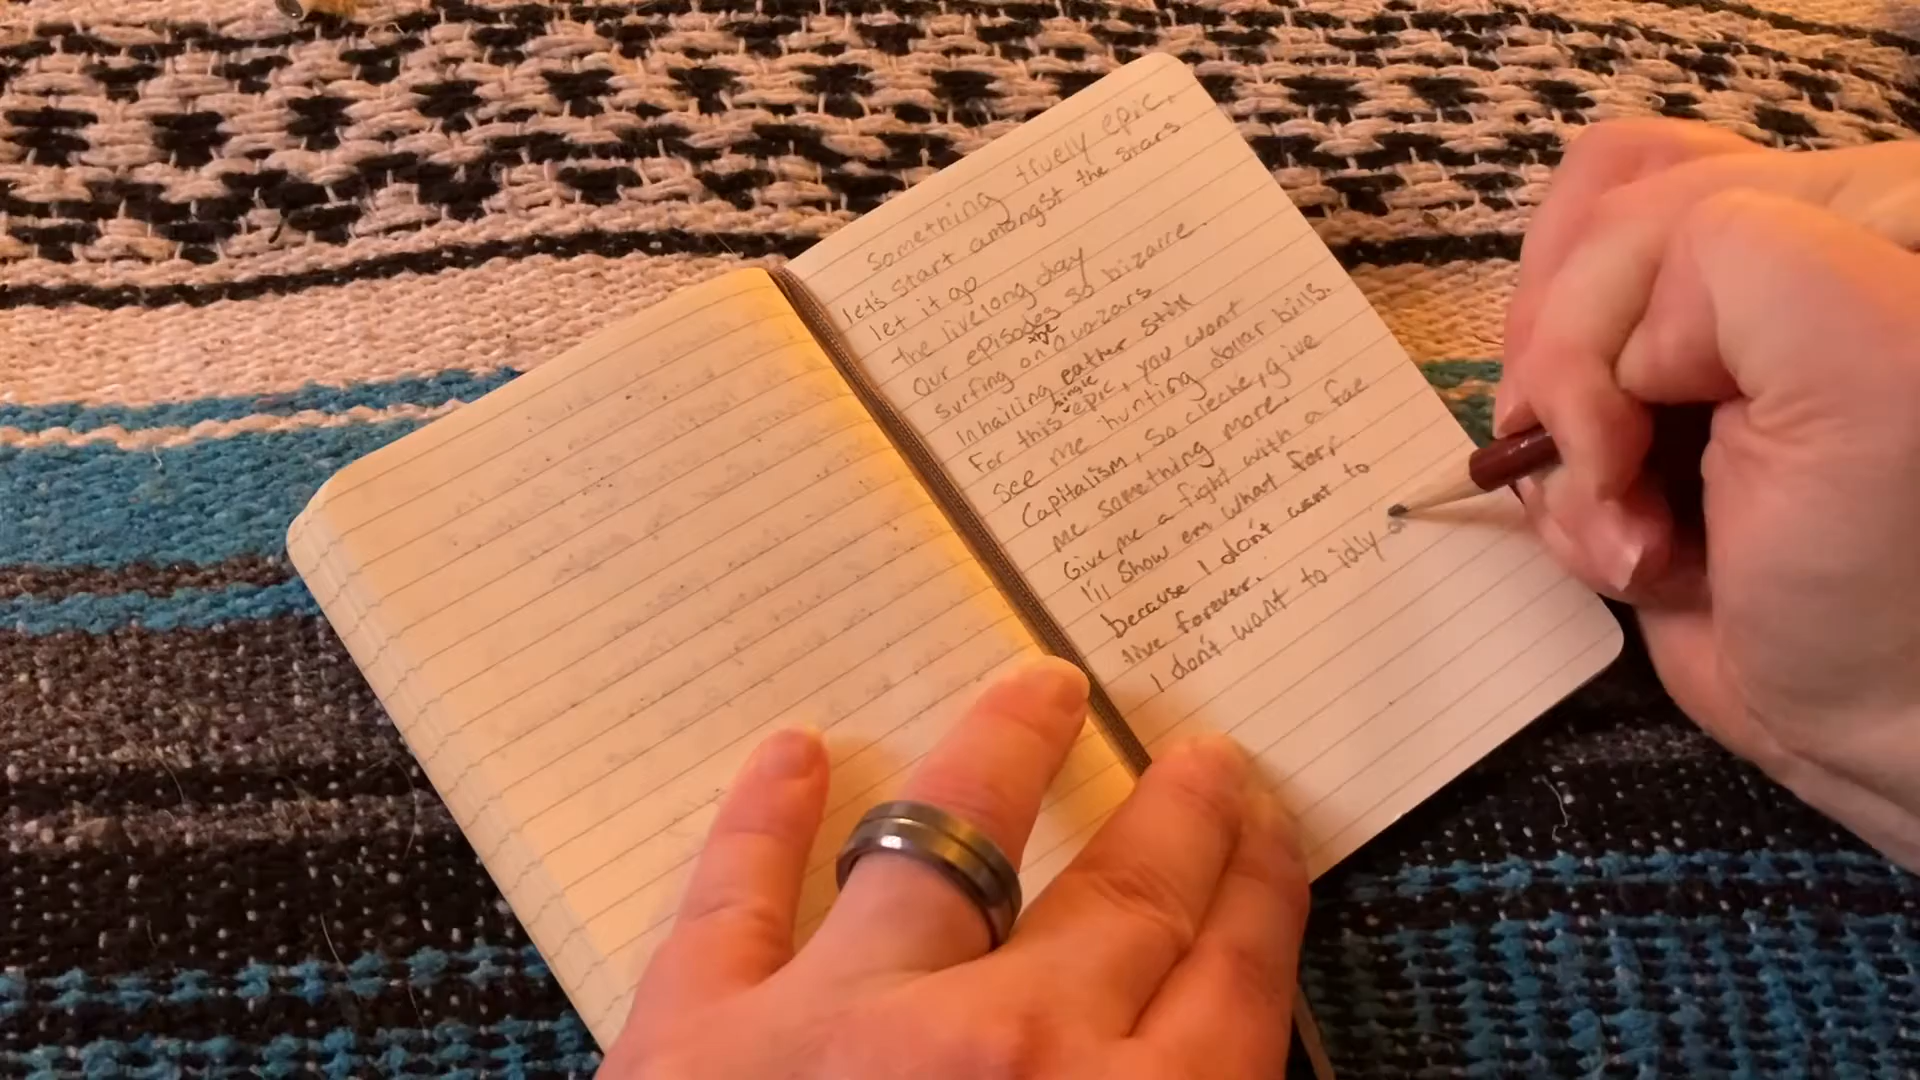 Something truely epic.
let's start amongst the stars
let it go
the livelong day
Our episodes so bizarre.
surfing on the Quazars
Inhailing eather still
For this single epic, you want
see me hunting dollar bills.
Capitalism, so cleché, give
me something more.
Give me a fight with a fae
I'll show em what for,
because I don't want to
live forever.
I don't want to idly